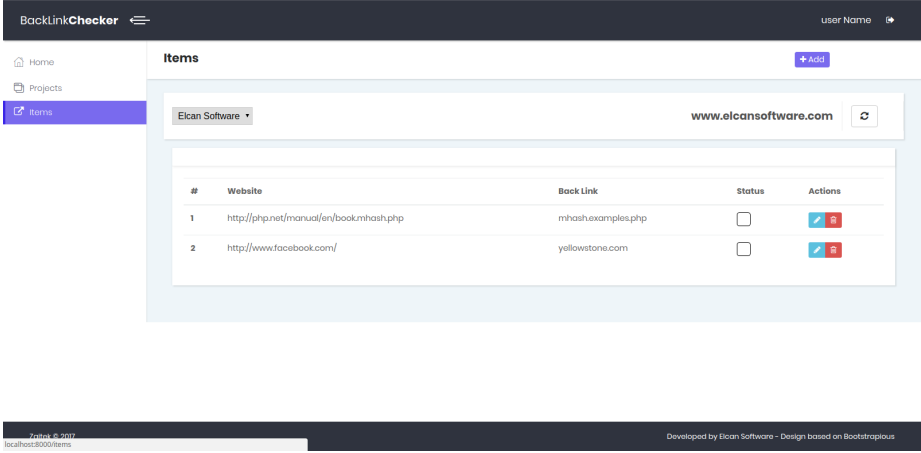 BackLinkChecker
user Name
Home
Projects
Items
Items
+ Add
Elcan Software
www.elcansoftware.com
# Website Back Link Status Actions
1 http://php.net/manual/en/book.mhash.php mhash.examples.php
2 http://www.facebook.com/ yellowstone.com
Zaitek © 2017
Developed by Elcan Software - Design based on Bootstrapious
localhost:8000/items